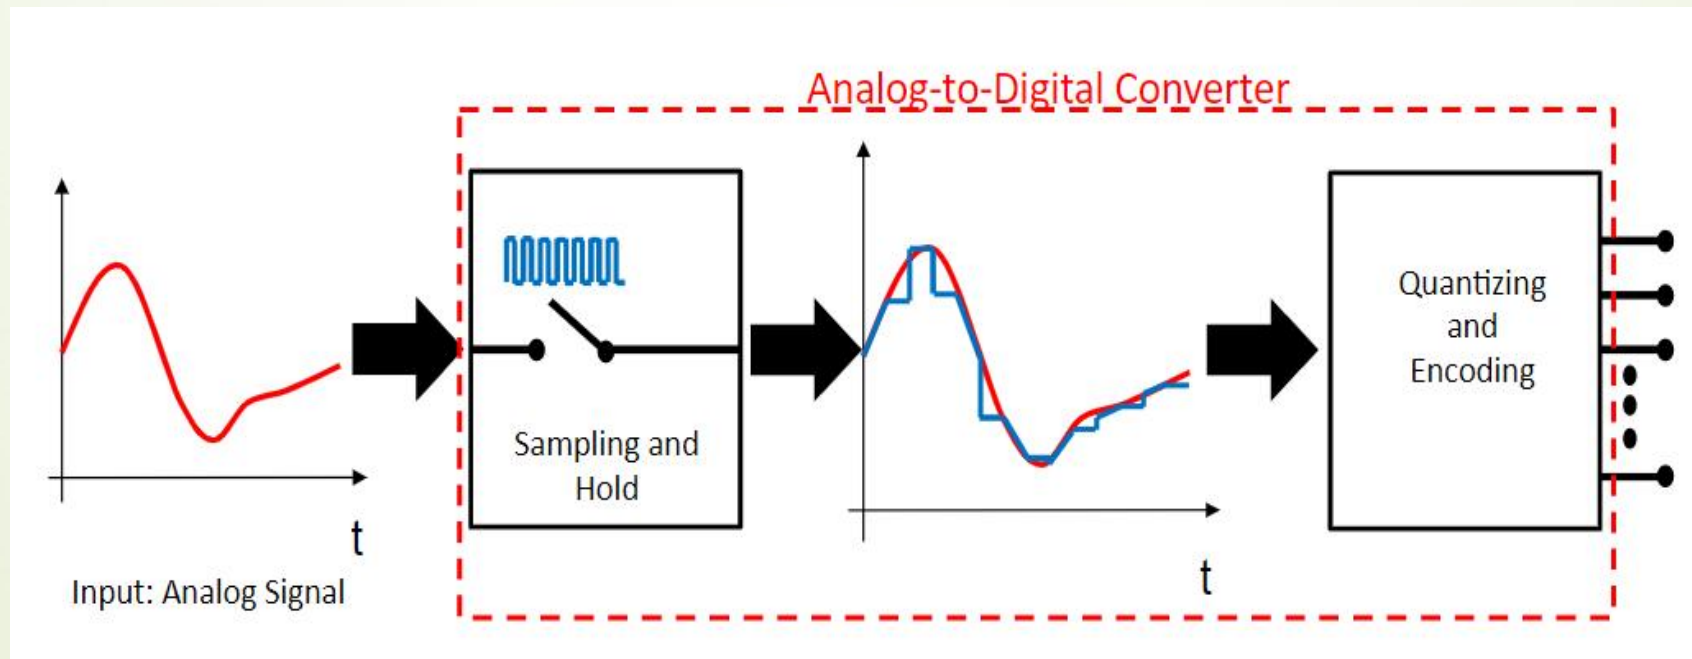 Analog-to-Digital Converter
Sampling and
Hold
t
Input: Analog Signal
t
Quantizing
and
Encoding